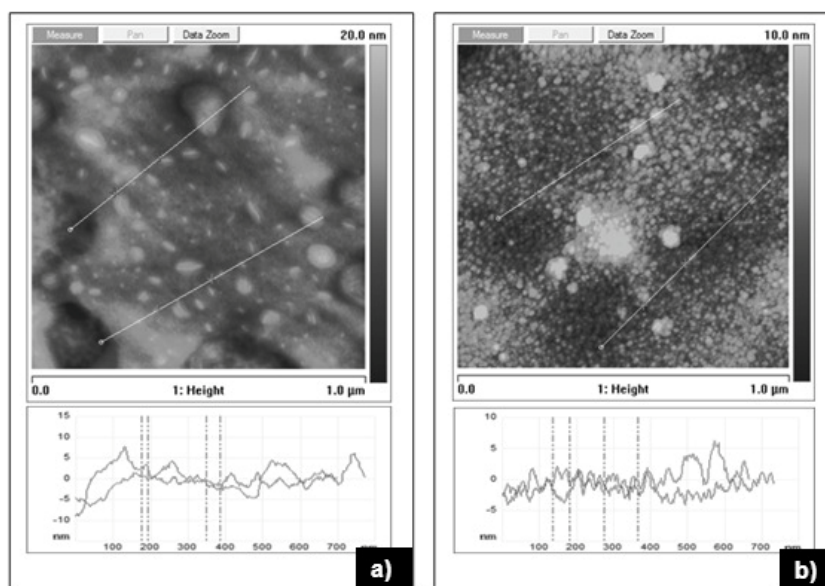 Measure Pan Data Zoom 20.0 nm
0.0 1: Height 1.0 µm
15
10
5
0
-5
-10
nm 100 200 300 400 500 600 700 nm
a)
Measure Pan Data Zoom 10.0 nm
0.0 1: Height 1.0 µm
10
5
0
-5
nm 100 200 300 400 500 600 700
b)